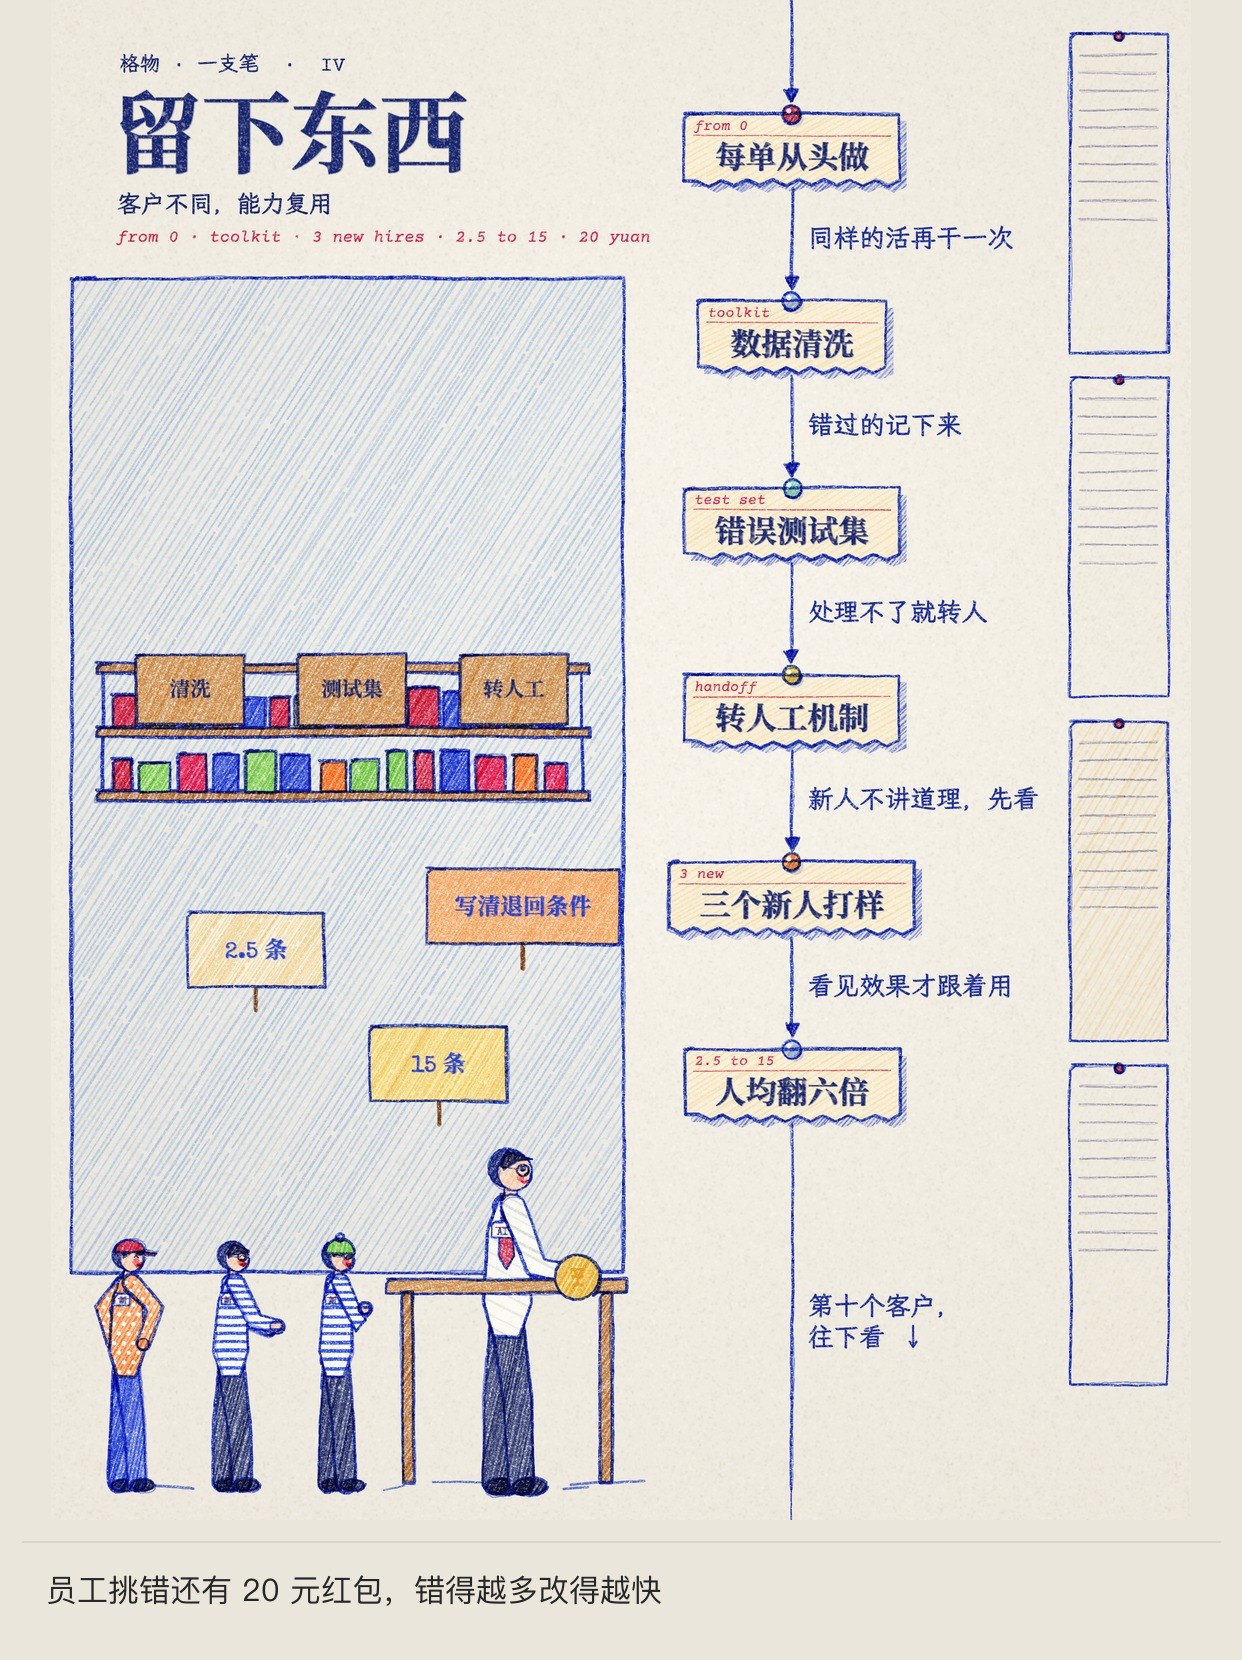 格物 · 一支笔 · IV
留下东西
客户不同，能力复用
from 0 · toolkit · 3 new hires · 2.5 to 15 · 20 yuan
清洗
测试集
转人工
写清退回条件
2.5 条
15 条
AI
from 0
每单从头做
同样的活再干一次
toolkit
数据清洗
错过的记下来
test set
错误测试集
处理不了就转人
handoff
转人工机制
新人不讲道理，先看
3 new
三个新人打样
看见效果才跟着用
2.5 to 15
人均翻六倍
第十个客户，
往下看 ↓
员工挑错还有 20 元红包，错得越多改得越快